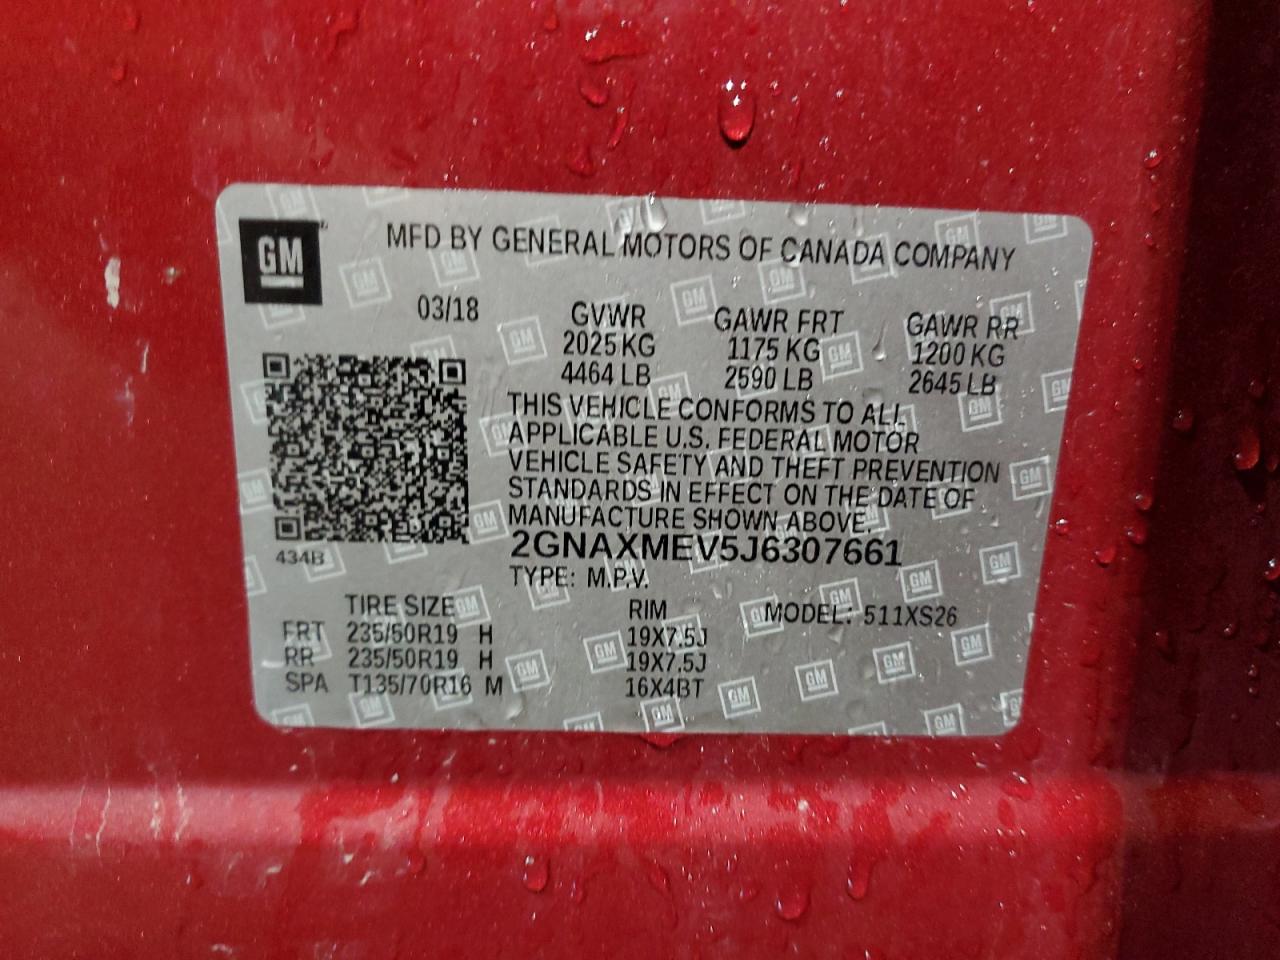 GM
MFD BY GENERAL MOTORS OF CANADA COMPANY
03/18
GVWR GAWR FRT GAWR RR
2025 KG 1175 KG 1200 KG
4464 LB 2590 LB 2645 LB
THIS VEHICLE CONFORMS TO ALL
APPLICABLE U.S. FEDERAL MOTOR
VEHICLE SAFETY AND THEFT PREVENTION
STANDARDS IN EFFECT ON THE DATE OF
MANUFACTURE SHOWN ABOVE.
434B
2GNAXMEV5J6307661
TYPE: M.P.V.
TIRE SIZE RIM MODEL: 511XS26
FRT 235/50R19 H 19X7.5J
RR 235/50R19 H 19X7.5J
SPA T135/70R16 M 16X4BT